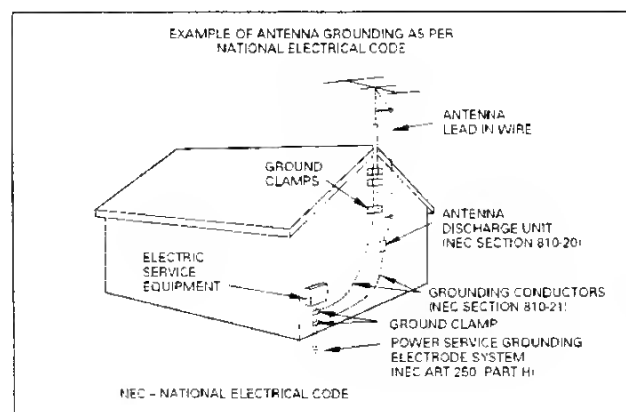 EXAMPLE OF ANTENNA GROUNDING AS PER
NATIONAL ELECTRICAL CODE
ANTENNA
LEAD IN WIRE
GROUND
CLAMPS
ANTENNA
DISCHARGE UNIT
(NEC SECTION 810-20)
ELECTRIC
SERVICE
EQUIPMENT
GROUNDING CONDUCTORS
(NEC SECTION 810-21)
GROUND CLAMP
POWER SERVICE GROUNDING
ELECTRODE SYSTEM
(NEC ART 250 PART H)
NEC – NATIONAL ELECTRICAL CODE